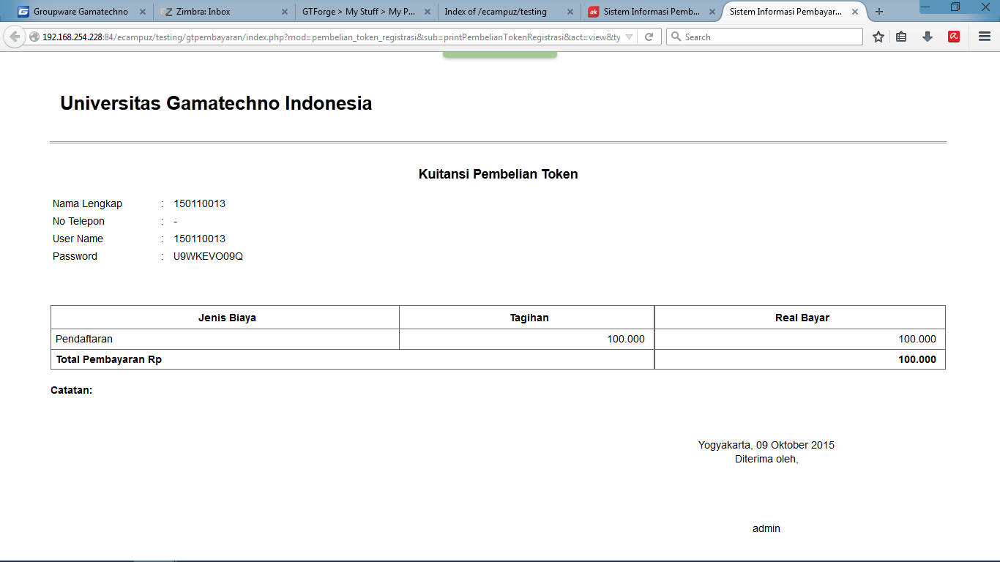 Groupware Gamatechno
Zimbra: Inbox
GTForge > My Stuff > My P...
Index of /ecampuz/testing
ak Sistem Informasi Pemb...
Sistem Informasi Pembayar...
192.168.254.228:84/ecampuz/testing/gtpembayaran/index.php?mod=pembelian_token_registrasi&sub=printPembelianTokenRegistrasi&act=view&ty
Search
Universitas Gamatechno Indonesia
Kuitansi Pembelian Token
Nama Lengkap : 150110013
No Telepon : -
User Name : 150110013
Password : U9WKEVO09Q
Jenis Biaya Tagihan Real Bayar
Pendaftaran 100.000 100.000
Total Pembayaran Rp 100.000
Catatan:
Yogyakarta, 09 Oktober 2015
Diterima oleh,
admin